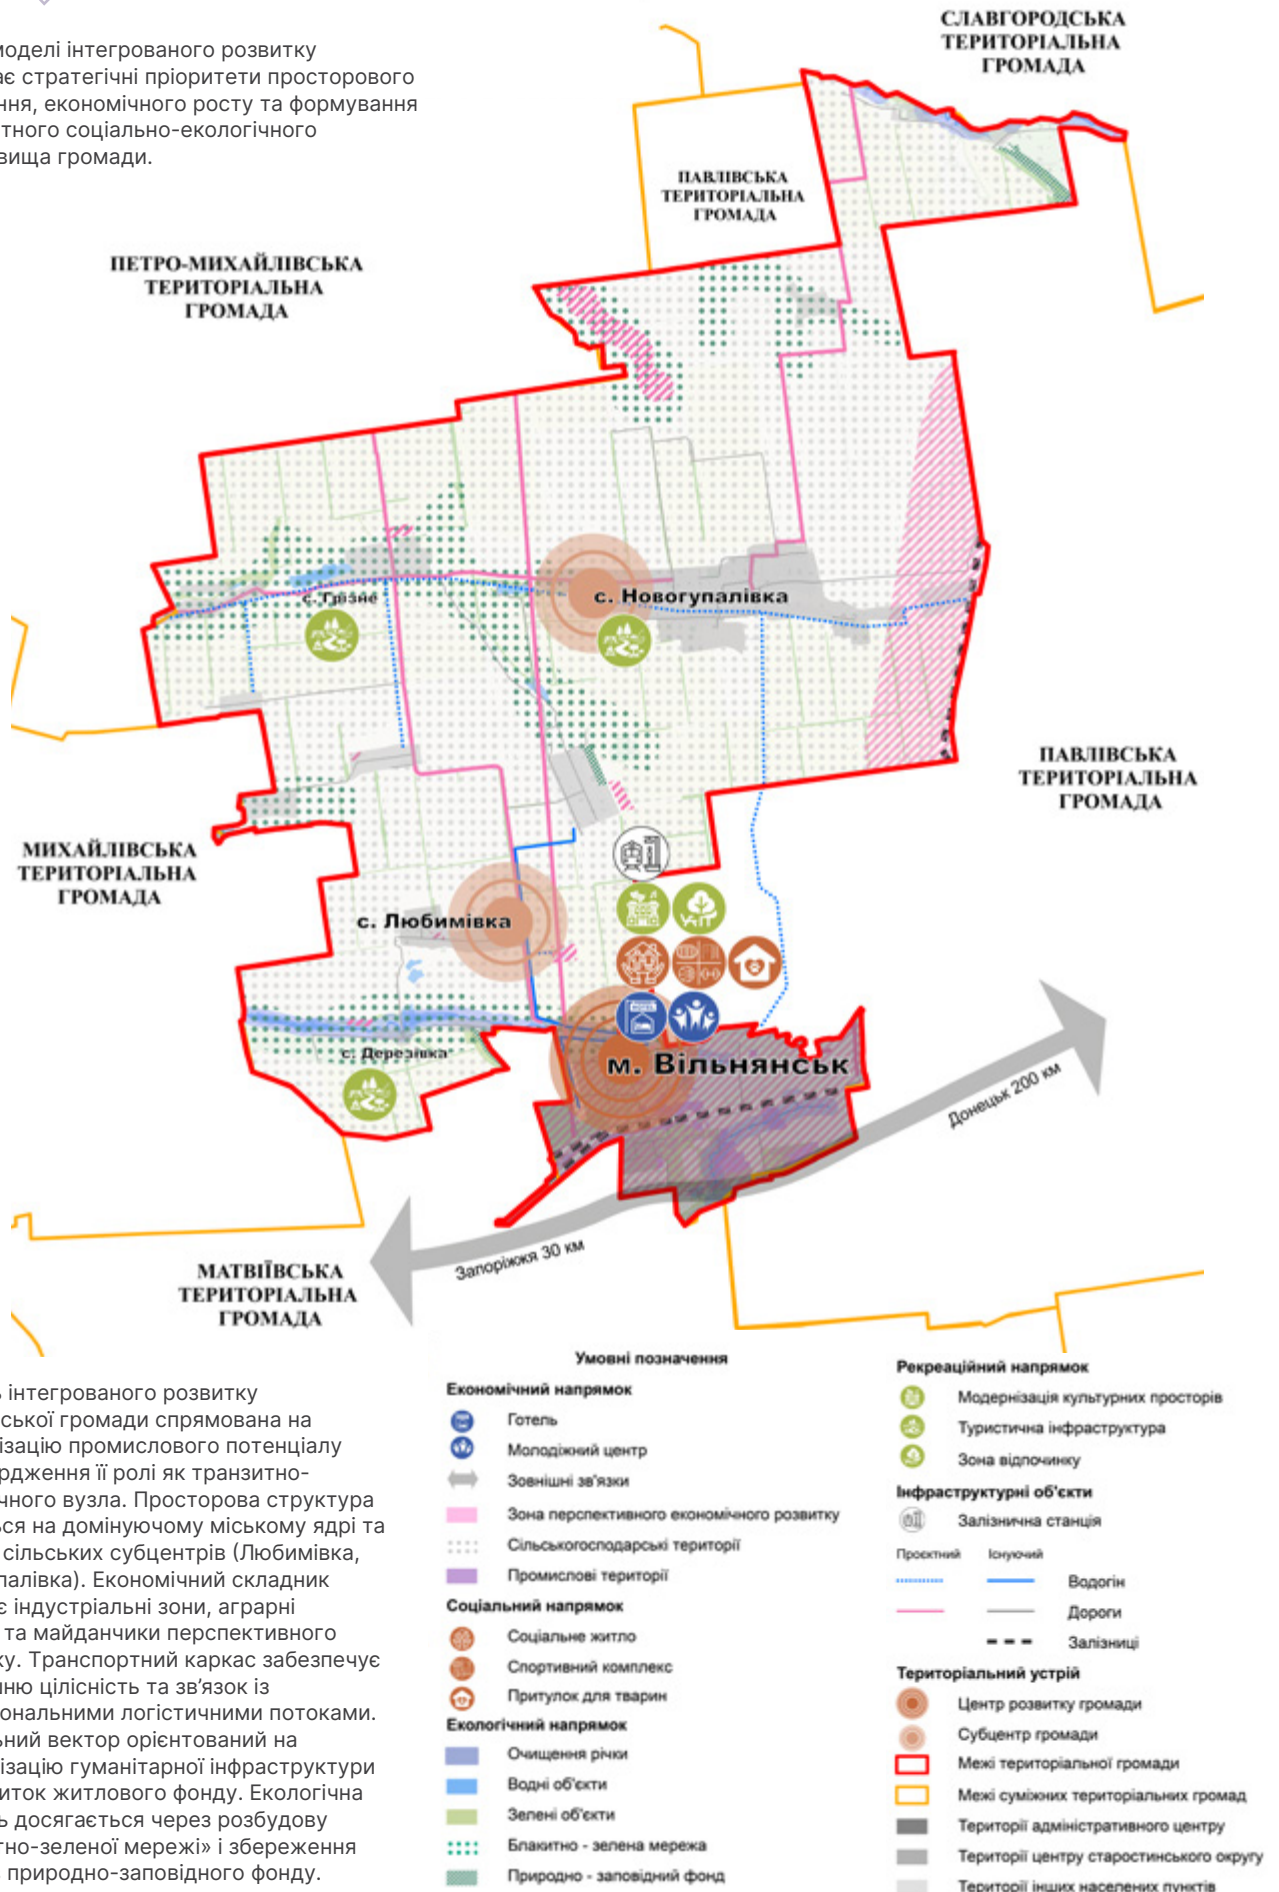 моделі інтегрованого розвитку
ає стратегічні пріоритети просторового
ння, економічного росту та формування
тного соціально-екологічного
вища громади.
СЛАВГОРОДСЬКА
ТЕРИТОРІАЛЬНА
ГРОМАДА
ПАВЛІВСЬКА
ТЕРИТОРІАЛЬНА
ГРОМАДА
ПЕТРО-МИХАЙЛІВСЬКА
ТЕРИТОРІАЛЬНА
ГРОМАДА
с. Грізне
с. Новогупалівка
ПАВЛІВСЬКА
ТЕРИТОРІАЛЬНА
ГРОМАДА
МИХАЙЛІВСЬКА
ТЕРИТОРІАЛЬНА
ГРОМАДА
с. Любимівка
HOTEL
с. Дерезівка
м. Вільнянськ
Донецьк 200 км
Запоріжжя 30 км
МАТВІЇВСЬКА
ТЕРИТОРІАЛЬНА
ГРОМАДА
ь інтегрованого розвитку
ської громади спрямована на
ізацію промислового потенціалу
рдження її ролі як транзитно-
чного вузла. Просторова структура
ься на домінуючому міському ядрі та
сільських субцентрів (Любимівка,
палівка). Економічний складник
є індустріальні зони, аграрні
та майданчики перспективного
ку. Транспортний каркас забезпечує
нню цілісність та зв’язок із
ональними логістичними потоками.
ьний вектор орієнтований на
ізацію гуманітарної інфраструктури
иток житлового фонду. Екологічна
ь досягається через розбудову
тно-зеленої мережі» і збереження
в природно-заповідного фонду.
Умовні позначення
Економічний напрямок
Готель
Молодіжний центр
Зовнішні зв'язки
Зона перспективного економічного розвитку
Сільськогосподарські території
Промислові території
Соціальний напрямок
Соціальне житло
Спортивний комплекс
Притулок для тварин
Екологічний напрямок
Очищення річки
Водні об'єкти
Зелені об'єкти
Блакитно - зелена мережа
Природно - заповідний фонд
Рекреаційний напрямок
Модернізація культурних просторів
Туристична інфраструктура
Зона відпочинку
Інфраструктурні об'єкти
Залізнична станція
Проєктний Існуючий
Водогін
Дороги
Залізниці
Територіальний устрій
Центр розвитку громади
Субцентр громади
Межі територіальної громади
Межі суміжних територіальних громад
Території адміністративного центру
Території центру старостинського округу
Території інших населених пунктів